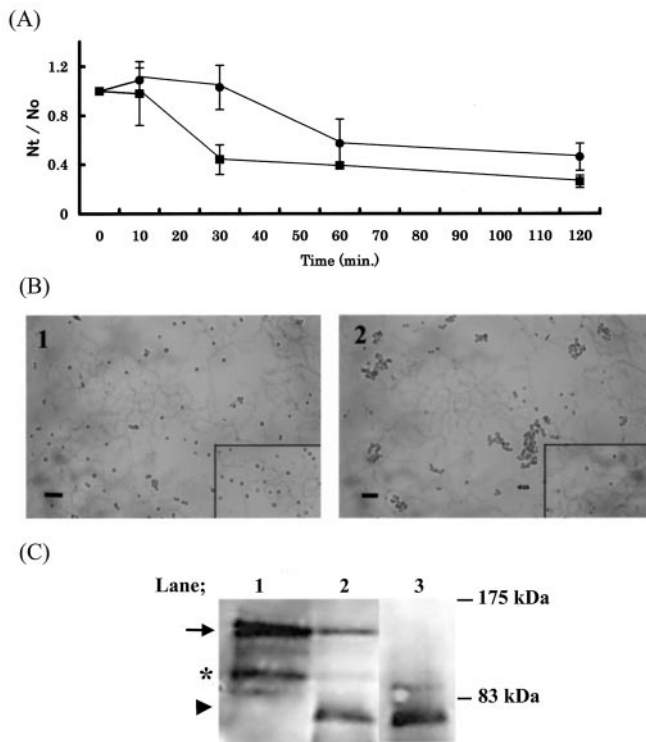 (A)
Nt / No
1.2
0.8
0.4
0
0 10 20 30 40 50 60 70 80 90 100 110 120
Time (min.)
(B)
1
2
(C)
Lane; 1 2 3
175 kDa
*
83 kDa